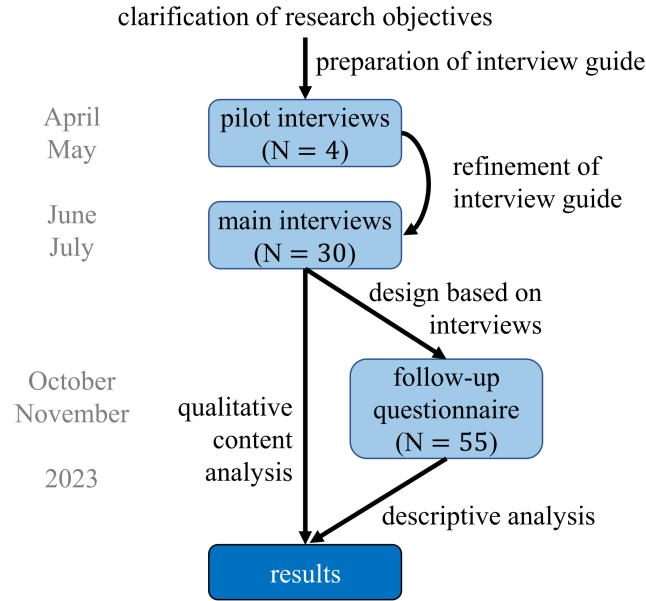 clarification of research objectives
preparation of interview guide
April
May
pilot interviews
(N = 4)
refinement of
interview guide
June
July
main interviews
(N = 30)
design based on
interviews
October
November
follow-up
questionnaire
(N = 55)
qualitative
content
analysis
2023
descriptive analysis
results